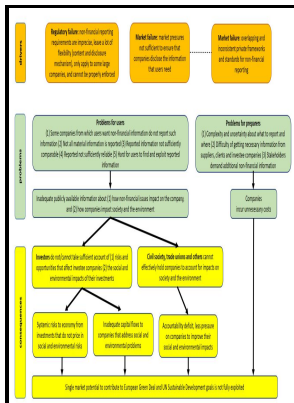 drivers
Regulatory failure: non-financial reporting
requirements are imprecise, leave a lot of
flexibility (content and disclosure
mechanism), only apply to some large
companies, and cannot be properly enforced
Market failure: market pressures
not sufficient to ensure that
companies disclose the information
that users need
Market failure: overlapping and
inconsistent private frameworks
and standards for non-financial
reporting
problems
Problems for users
(1) Some companies from which users want non-financial information do not report such
information (2) Not all material information is reported (3) Reported information not sufficiently
comparable (4) Reported not sufficiently reliable (5) Hard for users to find and exploit reported
information
Problems for preparers
(1) Complexity and uncertainty about what to report and
where (2) Difficulty of getting necessary information from
suppliers, clients and investee companies (3) Stakeholders
demand additional non-financial information
Inadequate publicly available information about (1) how non-financial issues impact on the company
and (2) how companies impact society and the environment
Companies
incur unnecessary costs
consequences
Investors do not/cannot take sufficient account of (1) risks and
opportunities that affect investee companies (2) the social and
environmental impacts of their investments
Civil society, trade unions and others cannot
effectively hold companies to account for impacts on
society and the environment
Systemic risks to economy from
investments that do not price in
social and environmental risks
Inadequate capital flows to
companies that address social and
environmental problems
Accountability deficit, less pressure
on companies to improve their
social and environmental impacts
Single market potential to contribute to European Green Deal and UN Sustainable Development goals is not fully exploited